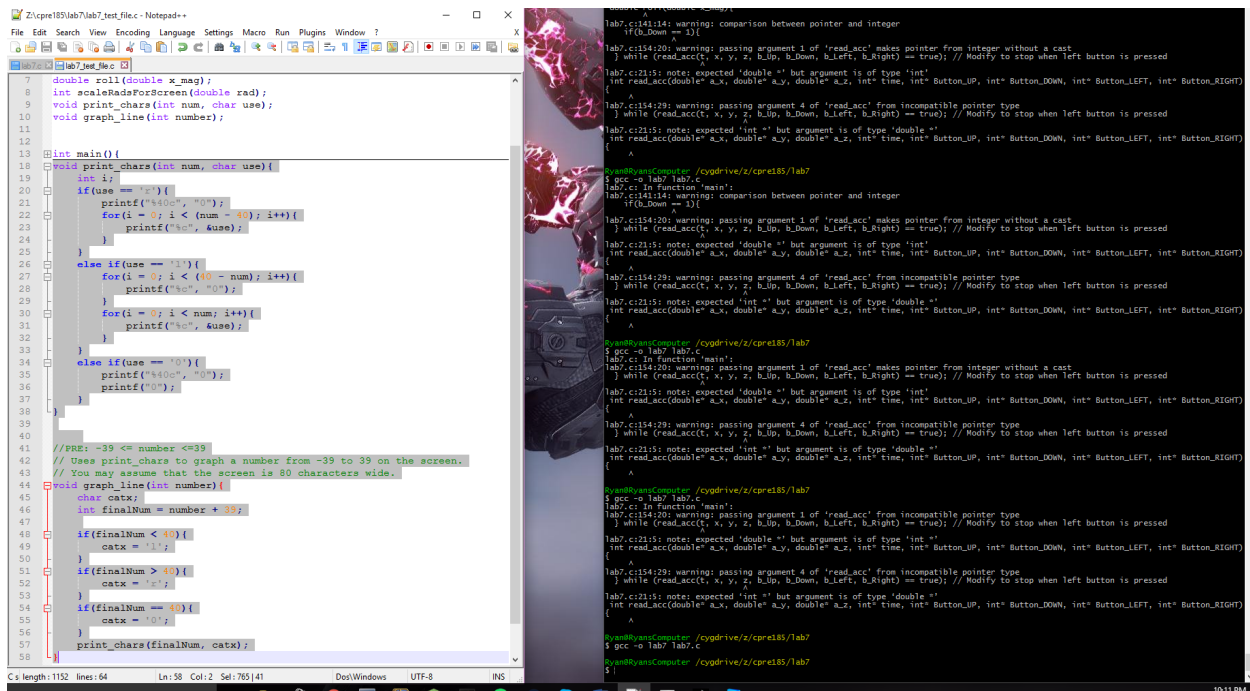 Z:\cpre185\lab7\lab7_test_file.c - Notepad++
File Edit Search View Encoding Language Settings Macro Run Plugins Window ? X
lab7.c lab7_test_file.c
7 double roll(double x_mag);
8 int scaleRadsForScreen(double rad);
9 void print_chars(int num, char use);
10 void graph_line(int number);
11
12
13 int main(){
18 void print_chars(int num, char use){
19 int i;
20 if(use == 'r'){
21 printf("%40c", "0");
22 for(i = 0; i < (num - 40); i++){
23 printf("%c", &use);
24 }
25 }
26 else if(use == 'l'){
27 for(i = 0; i < (40 - num); i++){
28 printf("%c", "0");
29 }
30 for(i = 0; i < num; i++){
31 printf("%c", &use);
32 }
33 }
34 else if(use == '0'){
35 printf("%40c", "0");
36 printf("0");
37 }
38 }
39
40
41 //PRE: -39 <= number <=39
42 // Uses print_chars to graph a number from -39 to 39 on the screen.
43 // You may assume that the screen is 80 characters wide.
44 void graph_line(int number){
45 char catx;
46 int finalNum = number + 39;
47
48 if(finalNum < 40){
49 catx = 'l';
50 }
51 if(finalNum > 40){
52 catx = 'r';
53 }
54 if(finalNum == 40){
55 catx = '0';
56 }
57 print_chars(finalNum, catx);
58 }
C s length : 1152 lines : 64 Ln : 58 Col : 2 Sel : 765 | 41 Dos\Windows UTF-8 INS
lab7.c:141:14: warning: comparison between pointer and integer
if(b_Down == 1){
^
lab7.c:154:20: warning: passing argument 1 of 'read_acc' makes pointer from integer without a cast
} while (read_acc(t, x, y, z, b_Up, b_Down, b_Left, b_Right) == true); // Modify to stop when left button is pressed
^
lab7.c:21:5: note: expected 'double *' but argument is of type 'int'
int read_acc(double* a_x, double* a_y, double* a_z, int* time, int* Button_UP, int* Button_DOWN, int* Button_LEFT, int* Button_RIGHT)
{
^
lab7.c:154:29: warning: passing argument 4 of 'read_acc' from incompatible pointer type
} while (read_acc(t, x, y, z, b_Up, b_Down, b_Left, b_Right) == true); // Modify to stop when left button is pressed
^
lab7.c:21:5: note: expected 'int *' but argument is of type 'double *'
int read_acc(double* a_x, double* a_y, double* a_z, int* time, int* Button_UP, int* Button_DOWN, int* Button_LEFT, int* Button_RIGHT)
{
^
Ryan@RyansComputer /cygdrive/z/cpre185/lab7
$ gcc -o lab7 lab7.c
lab7.c: In function 'main':
lab7.c:141:14: warning: comparison between pointer and integer
if(b_Down == 1){
^
lab7.c:154:20: warning: passing argument 1 of 'read_acc' makes pointer from integer without a cast
} while (read_acc(t, x, y, z, b_Up, b_Down, b_Left, b_Right) == true); // Modify to stop when left button is pressed
^
lab7.c:21:5: note: expected 'double *' but argument is of type 'int'
int read_acc(double* a_x, double* a_y, double* a_z, int* time, int* Button_UP, int* Button_DOWN, int* Button_LEFT, int* Button_RIGHT)
{
^
lab7.c:154:29: warning: passing argument 4 of 'read_acc' from incompatible pointer type
} while (read_acc(t, x, y, z, b_Up, b_Down, b_Left, b_Right) == true); // Modify to stop when left button is pressed
^
lab7.c:21:5: note: expected 'int *' but argument is of type 'double *'
int read_acc(double* a_x, double* a_y, double* a_z, int* time, int* Button_UP, int* Button_DOWN, int* Button_LEFT, int* Button_RIGHT)
{
^
Ryan@RyansComputer /cygdrive/z/cpre185/lab7
$ gcc -o lab7 lab7.c
lab7.c: In function 'main':
lab7.c:154:20: warning: passing argument 1 of 'read_acc' makes pointer from integer without a cast
} while (read_acc(t, x, y, z, b_Up, b_Down, b_Left, b_Right) == true); // Modify to stop when left button is pressed
^
lab7.c:21:5: note: expected 'double *' but argument is of type 'int'
int read_acc(double* a_x, double* a_y, double* a_z, int* time, int* Button_UP, int* Button_DOWN, int* Button_LEFT, int* Button_RIGHT)
{
^
lab7.c:154:29: warning: passing argument 4 of 'read_acc' from incompatible pointer type
} while (read_acc(t, x, y, z, b_Up, b_Down, b_Left, b_Right) == true); // Modify to stop when left button is pressed
^
lab7.c:21:5: note: expected 'int *' but argument is of type 'double *'
int read_acc(double* a_x, double* a_y, double* a_z, int* time, int* Button_UP, int* Button_DOWN, int* Button_LEFT, int* Button_RIGHT)
{
^
Ryan@RyansComputer /cygdrive/z/cpre185/lab7
$ gcc -o lab7 lab7.c
lab7.c: In function 'main':
lab7.c:154:20: warning: passing argument 1 of 'read_acc' from incompatible pointer type
} while (read_acc(t, x, y, z, b_Up, b_Down, b_Left, b_Right) == true); // Modify to stop when left button is pressed
^
lab7.c:21:5: note: expected 'double *' but argument is of type 'int *'
int read_acc(double* a_x, double* a_y, double* a_z, int* time, int* Button_UP, int* Button_DOWN, int* Button_LEFT, int* Button_RIGHT)
{
^
lab7.c:154:29: warning: passing argument 4 of 'read_acc' from incompatible pointer type
} while (read_acc(t, x, y, z, b_Up, b_Down, b_Left, b_Right) == true); // Modify to stop when left button is pressed
^
lab7.c:21:5: note: expected 'int *' but argument is of type 'double *'
int read_acc(double* a_x, double* a_y, double* a_z, int* time, int* Button_UP, int* Button_DOWN, int* Button_LEFT, int* Button_RIGHT)
{
^
Ryan@RyansComputer /cygdrive/z/cpre185/lab7
$ gcc -o lab7 lab7.c
Ryan@RyansComputer /cygdrive/z/cpre185/lab7
$
10:11 PM